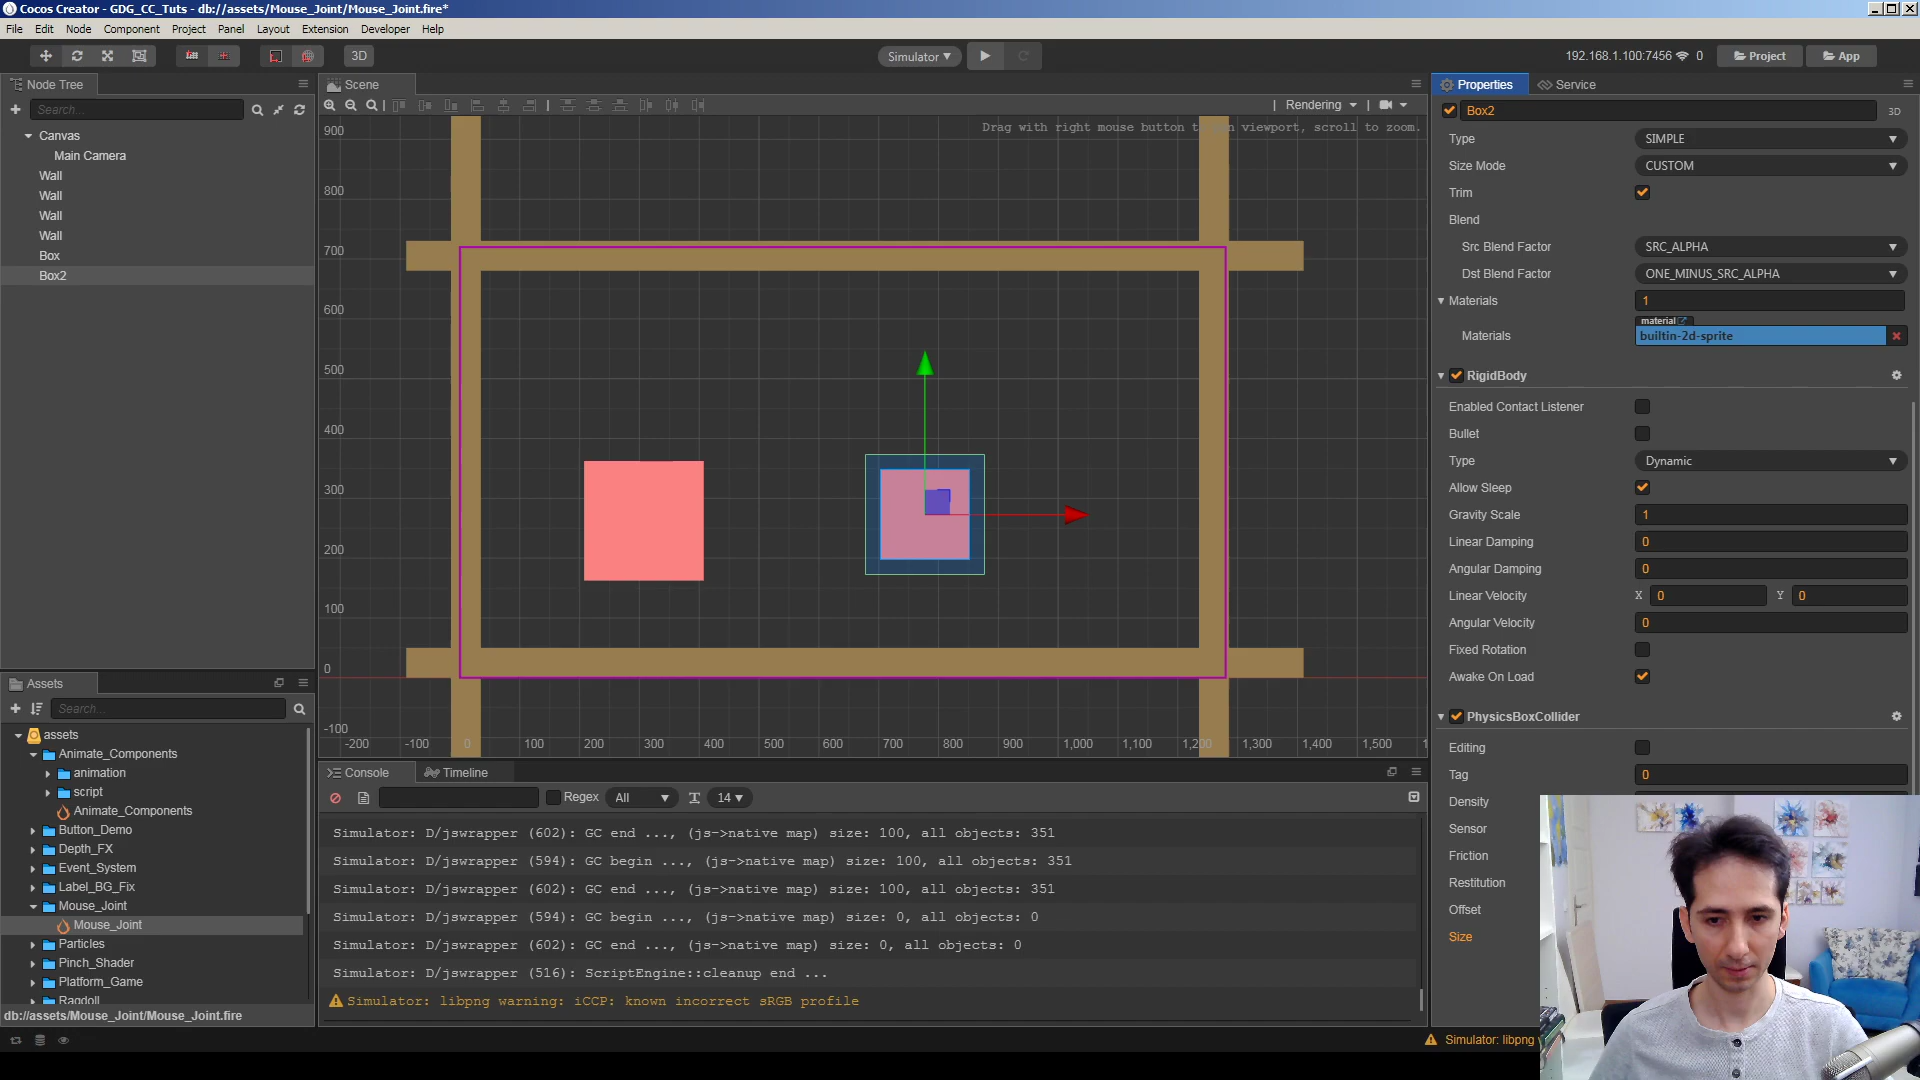 Cocos Creator - GDG_CC_Tuts - db://assets/Mouse_Joint/Mouse_Joint.fire*
File Edit Node Component Project Panel Layout Extension Developer Help
3D
Simulator
192.168.1.100:7456 0
Project
App
Node Tree
Search...
Canvas
Main Camera
Wall
Wall
Wall
Wall
Box
Box2
Scene
Rendering
Drag with right mouse button to pan viewport, scroll to zoom.
900
800
700
600
500
400
300
200
100
0
-100
-200 -100 0 100 200 300 400 500 600 700 800 900 1,000 1,100 1,200 1,300 1,400 1,500
Assets
Search...
assets
Animate_Components
animation
script
Animate_Components
Button_Demo
Depth_FX
Event_System
Label_BG_Fix
Mouse_Joint
Mouse_Joint
Particles
Pinch_Shader
Platform_Game
Ragdoll
db://assets/Mouse_Joint/Mouse_Joint.fire
Console
Timeline
Regex
All
14
Simulator: D/jswrapper (602): GC end ..., (js->native map) size: 100, all objects: 351
Simulator: D/jswrapper (594): GC begin ..., (js->native map) size: 100, all objects: 351
Simulator: D/jswrapper (602): GC end ..., (js->native map) size: 100, all objects: 351
Simulator: D/jswrapper (594): GC begin ..., (js->native map) size: 0, all objects: 0
Simulator: D/jswrapper (602): GC end ..., (js->native map) size: 0, all objects: 0
Simulator: D/jswrapper (516): ScriptEngine::cleanup end ...
Simulator: libpng warning: iCCP: known incorrect sRGB profile
Properties
Service
Box2
3D
Type SIMPLE
Size Mode CUSTOM
Trim
Blend
Src Blend Factor SRC_ALPHA
Dst Blend Factor ONE_MINUS_SRC_ALPHA
Materials 1
material
Materials builtin-2d-sprite
RigidBody
Enabled Contact Listener
Bullet
Type Dynamic
Allow Sleep
Gravity Scale 1
Linear Damping 0
Angular Damping 0
Linear Velocity X 0 Y 0
Angular Velocity 0
Fixed Rotation
Awake On Load
PhysicsBoxCollider
Editing
Tag 0
Density
Sensor
Friction
Restitution
Offset
Size
Simulator: libpng